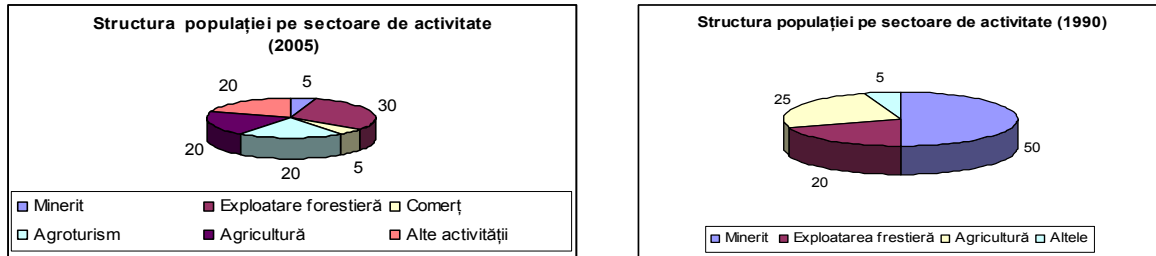 Structura populației pe sectoare de activitate
(2005)
20
5
30
20
20
5
Minerit
Exploatare forestieră
Comerț
Agroturism
Agricultură
Alte activității
Structura populației pe sectoare de activitate (1990)
5
25
20
50
Minerit
Exploatarea frestieră
Agricultură
Altele